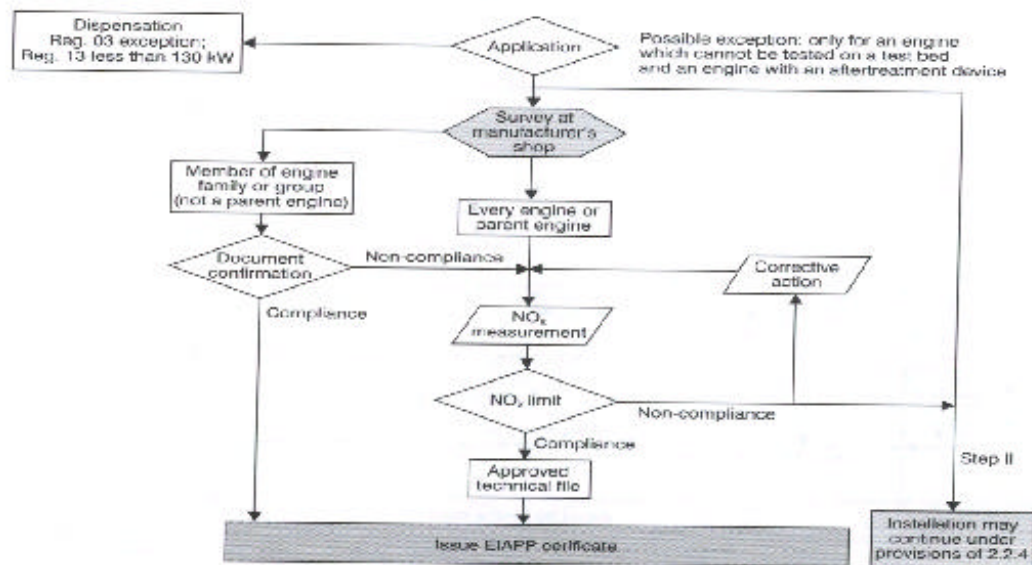 Dispensation
Reg. 03 exception;
Reg. 13 less than 130 kW
Application
Possible exception: only for an engine
which cannot be tested on a test bed
and an engine with an aftertreatment device
Survey at
manufacturer's
shop
Member of engine
family or group
(not a parent engine)
Every engine or
parent engine
Document
confirmation
Non-compliance
Corrective
action
Compliance
NOx
measurement
NOx limit
Non-compliance
Compliance
Step II
Approved
technical file
Issue EIAPP cerificate
Installation may
continue under
provisions of 2.2.4